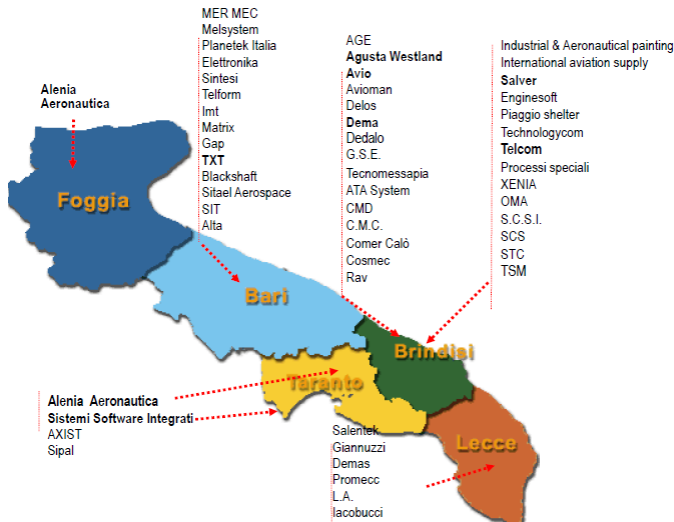 Alenia
Aeronautica
MER MEC
Melsystem
Planetek Italia
Elettronika
Sintesi
Telform
Imt
Matrix
Gap
TXT
Blackshaft
Sitael Aerospace
SIT
Alta
AGE
Agusta Westland
Avio
Avioman
Delos
Dema
Dedalo
G.S.E.
Tecnomessapia
ATA System
CMD
C.M.C.
Comer Calò
Cosmec
Rav
Industrial & Aeronautical painting
International aviation supply
Salver
Enginesoft
Piaggio shelter
Technologycom
Telcom
Processi speciali
XENIA
OMA
S.C.S.I.
SCS
STC
TSM
Foggia
Bari
Brindisi
Taranto
Lecce
Alenia Aeronautica
Sistemi Software Integrati
AXIST
Sipal
Salentek
Giannuzzi
Demas
Promecc
L.A.
Iacobucci